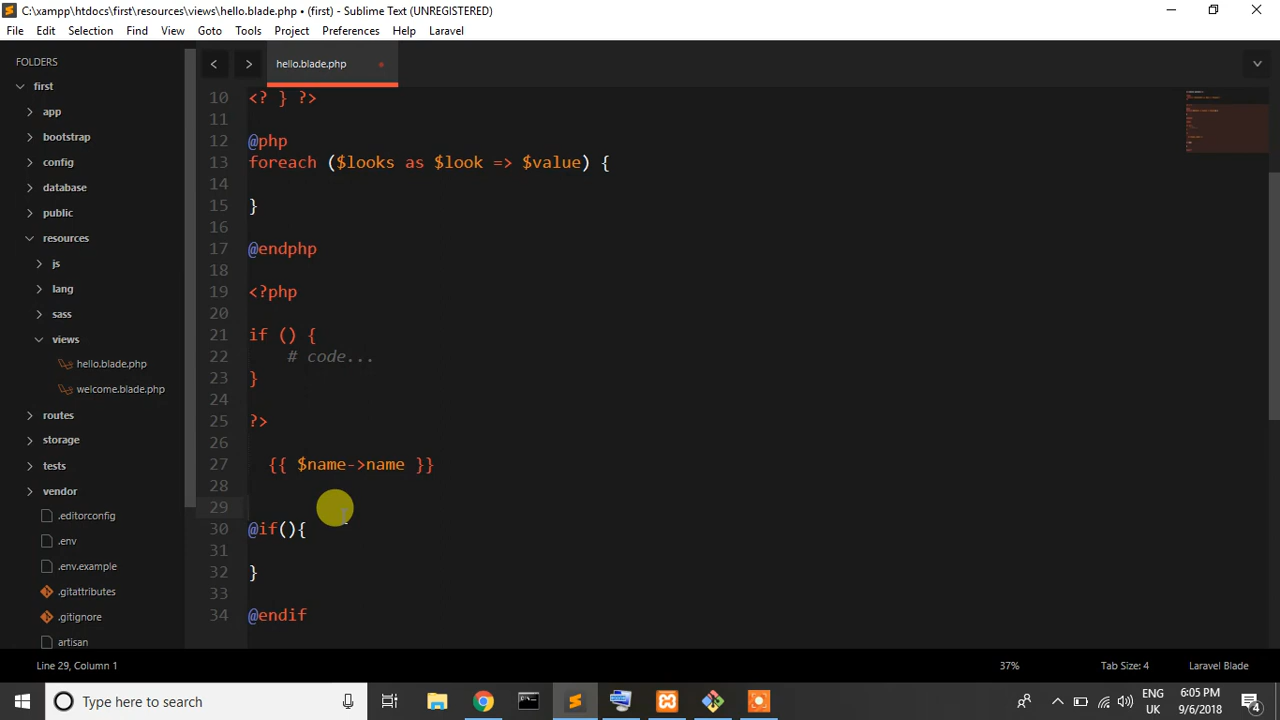 C:\xampp\htdocs\first\resources\views\hello.blade.php • (first) - Sublime Text (UNREGISTERED)
File Edit Selection Find View Goto Tools Project Preferences Help Laravel
FOLDERS
first
app
bootstrap
config
database
public
resources
js
lang
sass
views
hello.blade.php
welcome.blade.php
routes
storage
tests
vendor
.editorconfig
.env
.env.example
.gitattributes
.gitignore
artisan
hello.blade.php
10 <? } ?>
11
12 @php
13 foreach ($looks as $look => $value) {
14
15 }
16
17 @endphp
18
19 <?php
20
21 if () {
22 # code...
23 }
24
25 ?>
26
27 {{ $name->name }}
28
29
30 @if(){
31
32 }
33
34 @endif
Line 29, Column 1 37% Tab Size: 4 Laravel Blade
Type here to search
ENG
UK
6:05 PM
9/6/2018
4